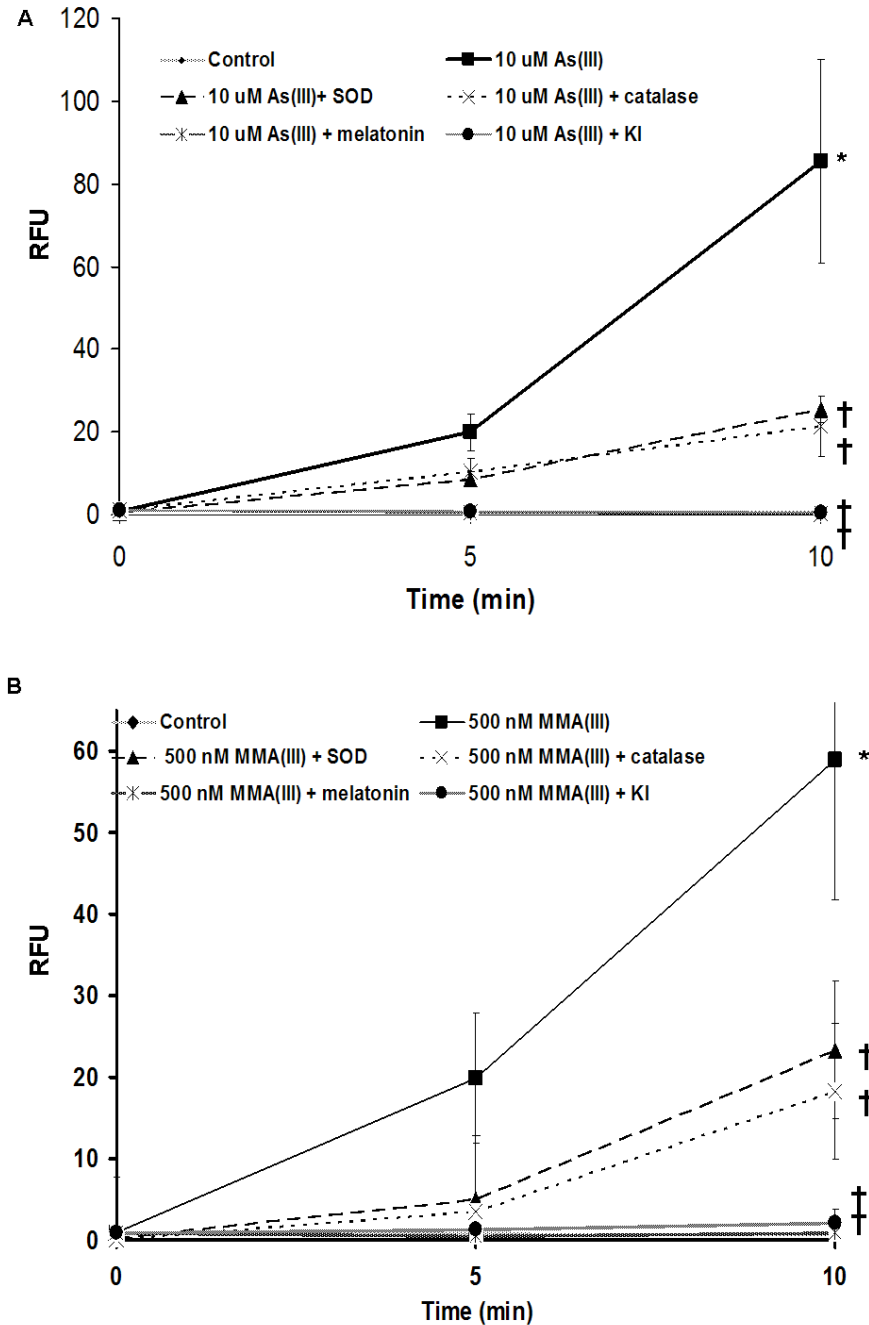 A
120
Control
10 uM As(III)
10 uM As(III)+ SOD
10 uM As(III) + catalase
10 uM As(III) + melatonin
10 uM As(III) + KI
100
80
60
40
20
0
RFU
*
†
†
†
†
0
5
10
Time (min)
B
Control
500 nM MMA(III)
500 nM MMA(III) + SOD
500 nM MMA(III) + catalase
500 nM MMA(III) + melatonin
500 nM MMA(III) + KI
60
50
40
30
20
10
0
RFU
*
†
†
†
†
0
5
10
Time (min)